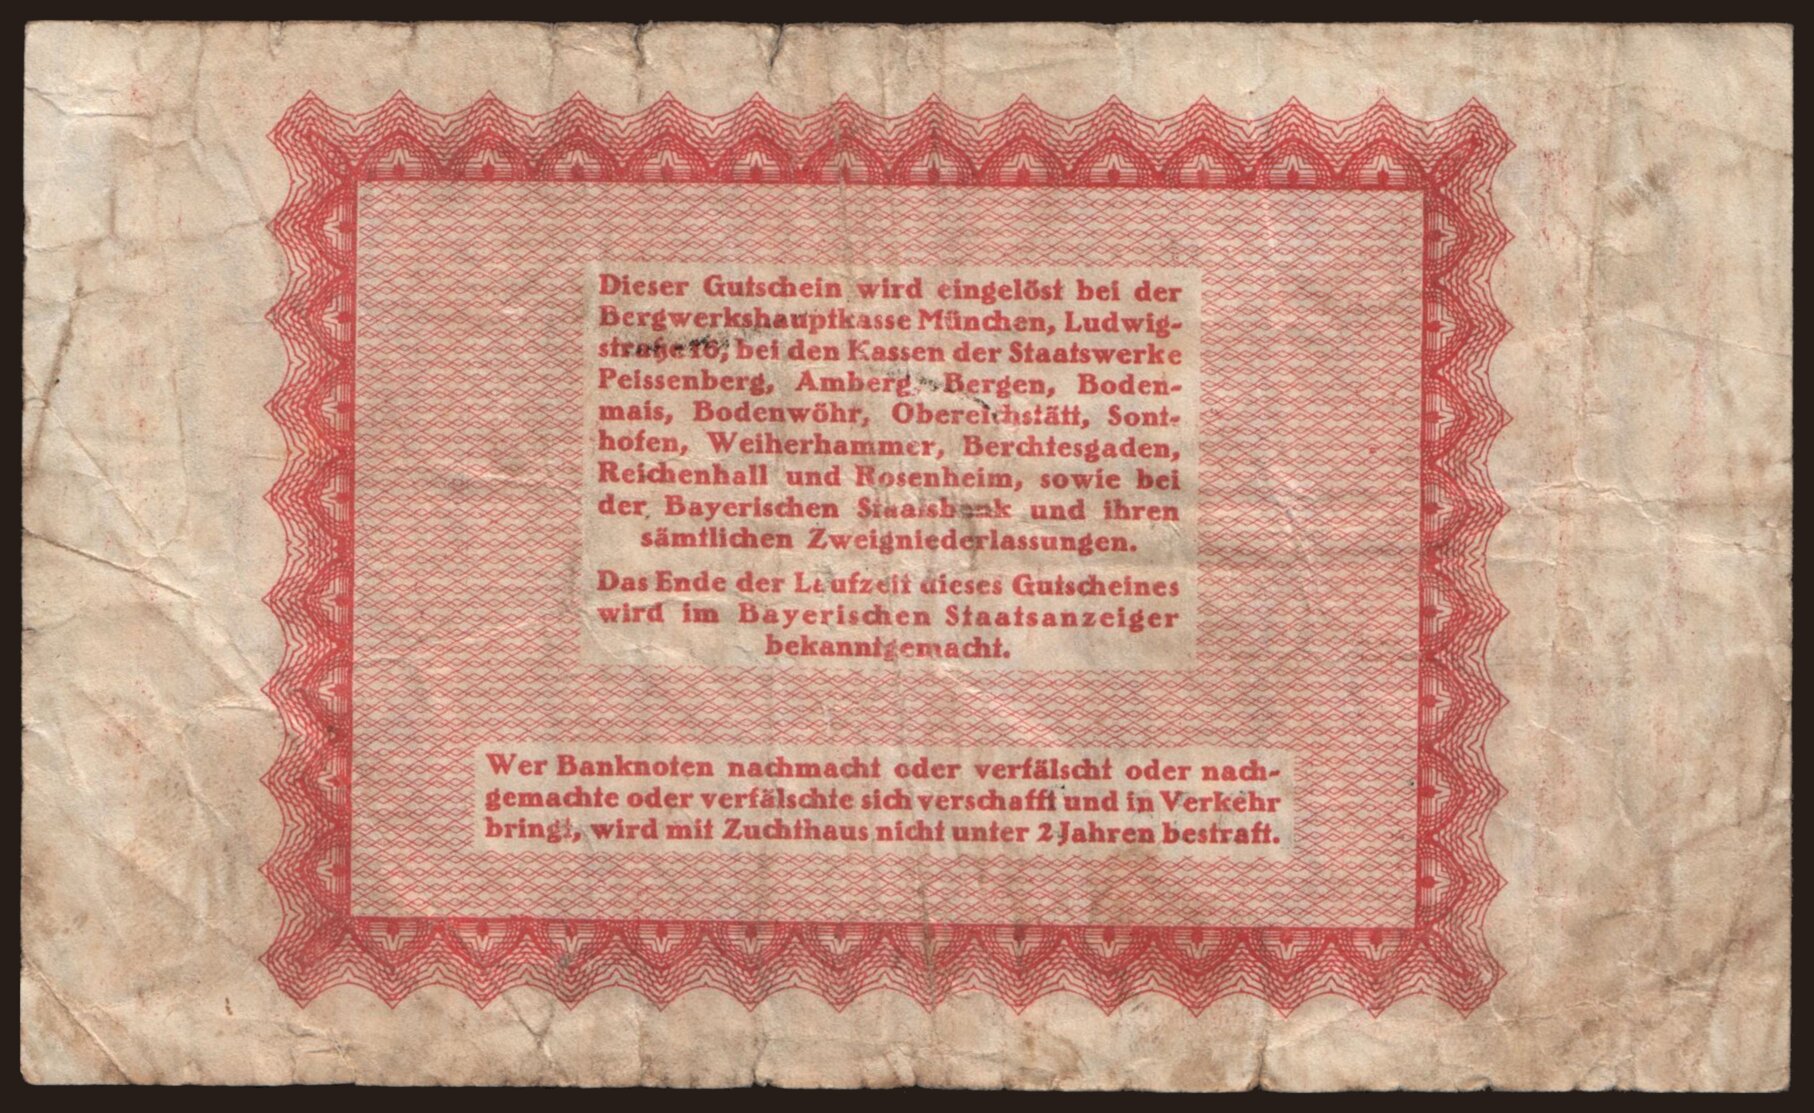 Dieser Gutschein wird eingelöst bei der
Bergwerkshauptkasse München, Ludwig-
straße 16, bei den Kassen der Staatswerke
Peissenberg, Amberg, Bergen, Boden-
mais, Bodenwöhr, Obereichstätt, Sont-
hofen, Weiherhammer, Berchtesgaden,
Reichenhall und Rosenheim, sowie bei
der Bayerischen Staatsbank und ihren
sämtlichen Zweigniederlassungen.
Das Ende der Laufzeit dieses Gutscheines
wird im Bayerischen Staatsanzeiger
bekanntgemacht.
Wer Banknoten nachmacht oder verfälscht oder nach-
gemachte oder verfälschte sich verschafft und in Verkehr
bringt, wird mit Zuchthaus nicht unter 2 Jahren bestraft.